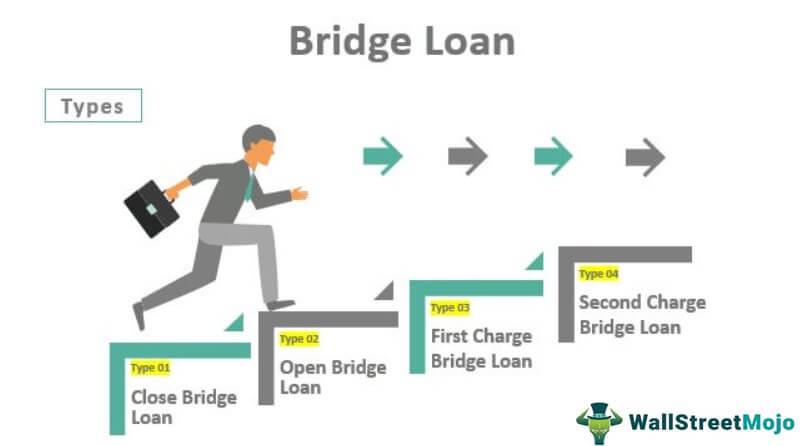 Bridge Loan
Types
Type 01
Close Bridge
Loan
Type 02
Open Bridge
Loan
Type 03
First Charge
Bridge Loan
Type 04
Second Charge
Bridge Loan
WallStreetMojo